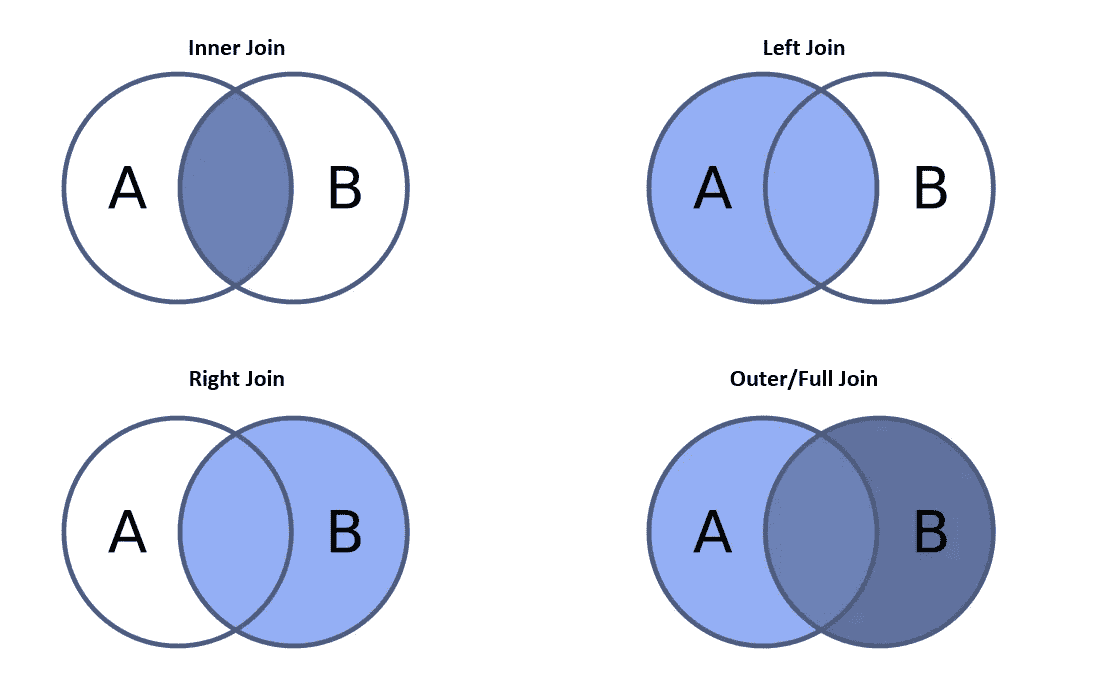 Inner Join
A B
Left Join
A B
Right Join
A B
Outer/Full Join
A B